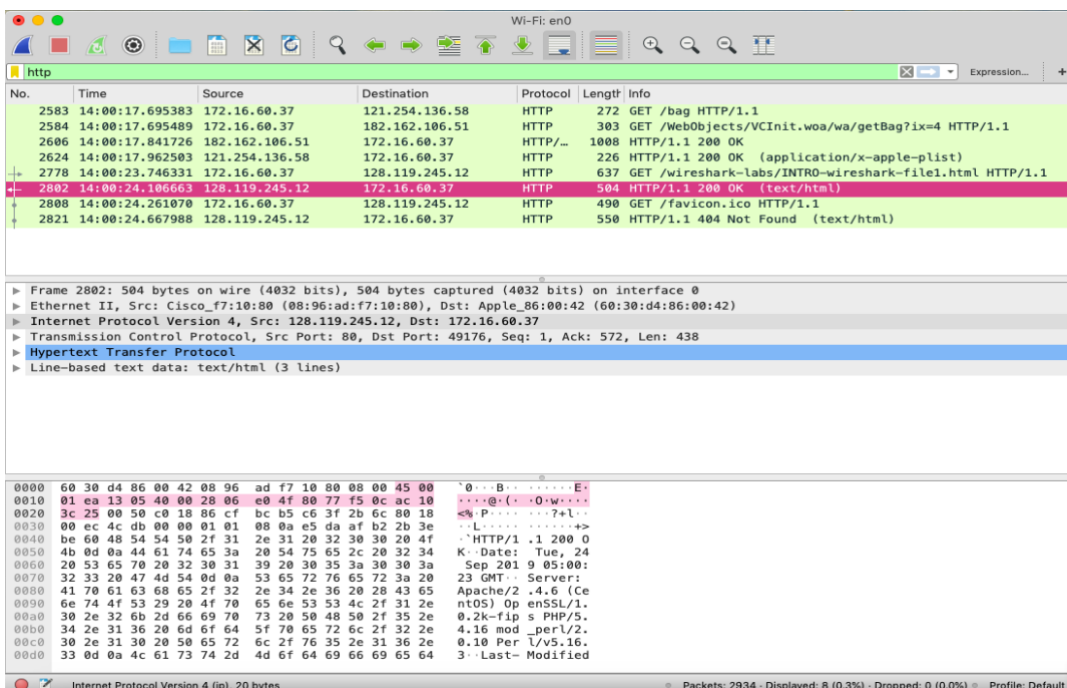 Wi-Fi: en0
http Expression... +
No. Time Source Destination Protocol Length Info
2583 14:00:17.695383 172.16.60.37 121.254.136.58 HTTP 272 GET /bag HTTP/1.1
2584 14:00:17.695489 172.16.60.37 182.162.106.51 HTTP 303 GET /WebObjects/VCInit.woa/wa/getBag?ix=4 HTTP/1.1
2606 14:00:17.841726 182.162.106.51 172.16.60.37 HTTP/… 1008 HTTP/1.1 200 OK
2624 14:00:17.962503 121.254.136.58 172.16.60.37 HTTP 226 HTTP/1.1 200 OK (application/x-apple-plist)
2778 14:00:23.746331 172.16.60.37 128.119.245.12 HTTP 637 GET /wireshark-labs/INTRO-wireshark-file1.html HTTP/1.1
2802 14:00:24.106663 128.119.245.12 172.16.60.37 HTTP 504 HTTP/1.1 200 OK (text/html)
2808 14:00:24.261070 172.16.60.37 128.119.245.12 HTTP 490 GET /favicon.ico HTTP/1.1
2821 14:00:24.667988 128.119.245.12 172.16.60.37 HTTP 550 HTTP/1.1 404 Not Found (text/html)
Frame 2802: 504 bytes on wire (4032 bits), 504 bytes captured (4032 bits) on interface 0
Ethernet II, Src: Cisco_f7:10:80 (08:96:ad:f7:10:80), Dst: Apple_86:00:42 (60:30:d4:86:00:42)
Internet Protocol Version 4, Src: 128.119.245.12, Dst: 172.16.60.37
Transmission Control Protocol, Src Port: 80, Dst Port: 49176, Seq: 1, Ack: 572, Len: 438
Hypertext Transfer Protocol
Line-based text data: text/html (3 lines)
0000 60 30 d4 86 00 42 08 96 ad f7 10 80 08 00 45 00 `0···B·· ······E·
0010 01 ea 13 05 40 00 28 06 e0 4f 80 77 f5 0c ac 10 ····@·(· ·O·w····
0020 3c 25 00 50 c0 18 86 cf bc b5 c6 3f 2b 6c 80 18 <%·P···· ···?+l··
0030 00 ec 4c db 00 00 01 01 08 0a e5 da af b2 2b 3e ··L····· ······+>
0040 be 60 48 54 54 50 2f 31 2e 31 20 32 30 30 20 4f ·`HTTP/1 .1 200 O
0050 4b 0d 0a 44 61 74 65 3a 20 54 75 65 2c 20 32 34 K··Date: Tue, 24
0060 20 53 65 70 20 32 30 31 39 20 30 35 3a 30 30 3a Sep 201 9 05:00:
0070 32 33 20 47 4d 54 0d 0a 53 65 72 76 65 72 3a 20 23 GMT·· Server:
0080 41 70 61 63 68 65 2f 32 2e 34 2e 36 20 28 43 65 Apache/2 .4.6 (Ce
0090 6e 74 4f 53 29 20 4f 70 65 6e 53 53 4c 2f 31 2e ntOS) Op enSSL/1.
00a0 30 2e 32 6b 2d 66 69 70 73 20 50 48 50 2f 35 2e 0.2k-fip s PHP/5.
00b0 34 2e 31 36 20 6d 6f 64 5f 70 65 72 6c 2f 32 2e 4.16 mod _perl/2.
00c0 30 2e 31 30 20 50 65 72 6c 2f 76 35 2e 31 36 2e 0.10 Per l/v5.16.
00d0 33 0d 0a 4c 61 73 74 2d 4d 6f 64 69 66 69 65 64 3··Last- Modified
Internet Protocol Version 4 (ip), 20 bytes Packets: 2934 · Displayed: 8 (0.3%) · Dropped: 0 (0.0%) Profile: Default